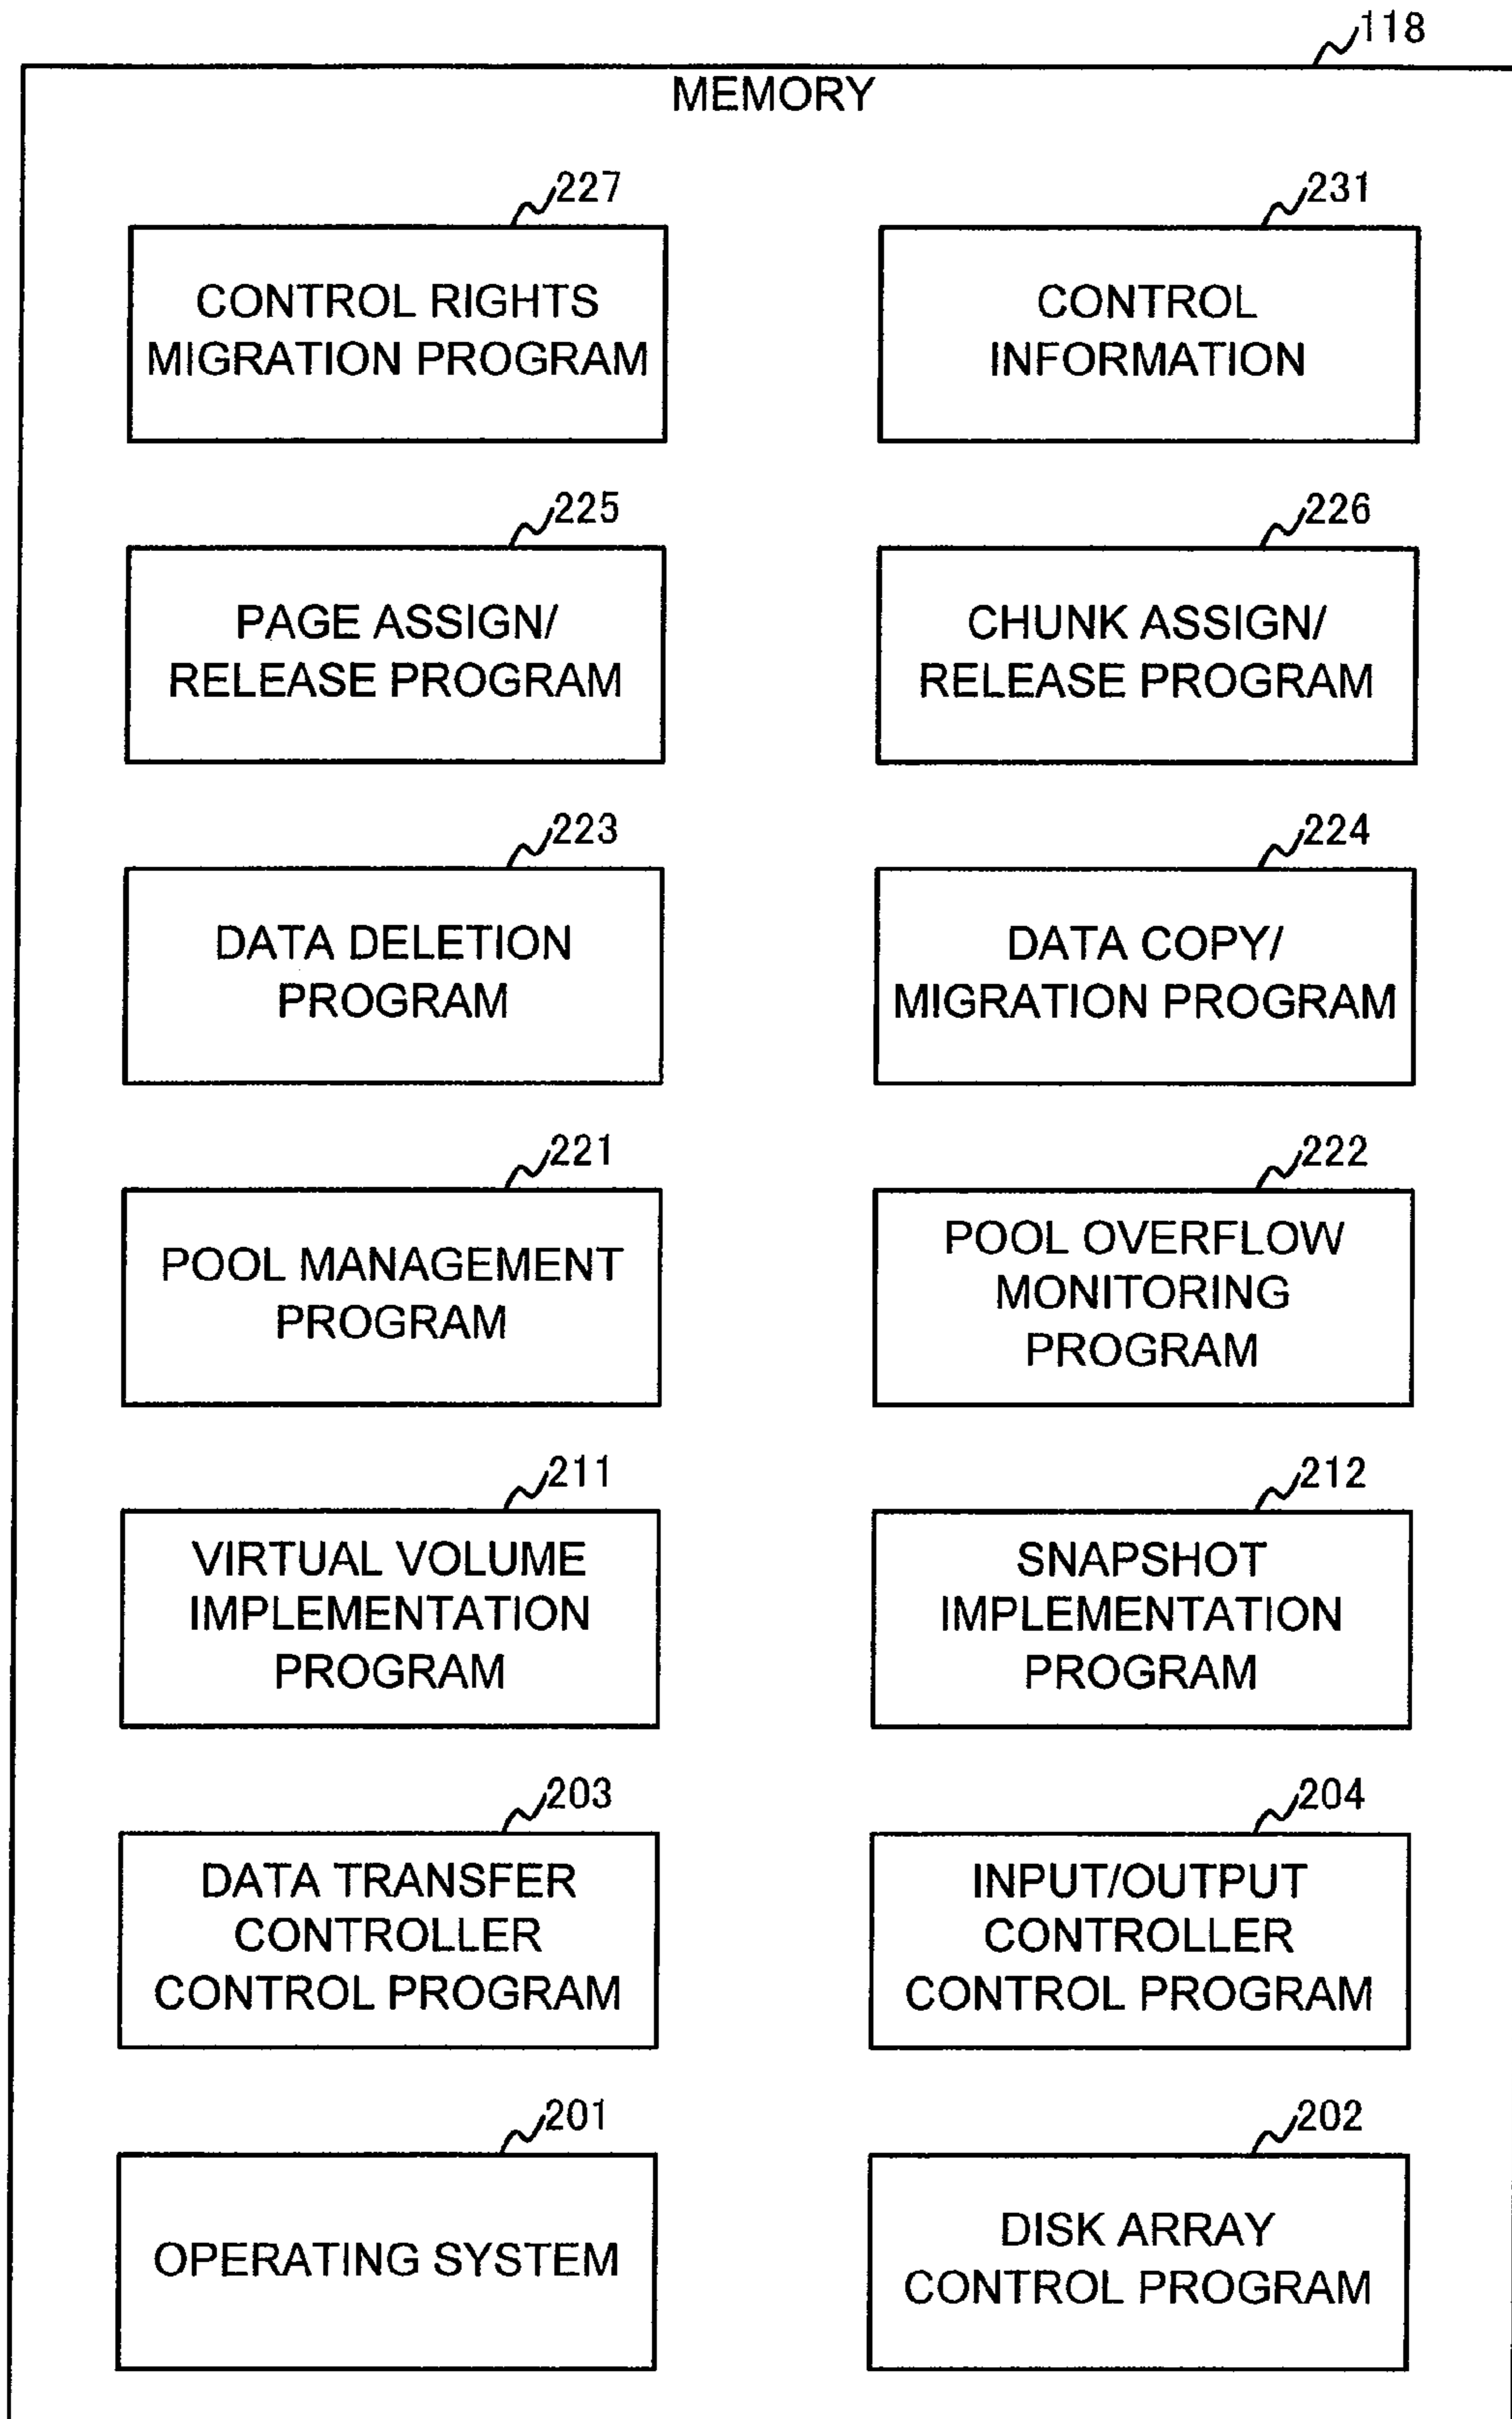 118
MEMORY
227
CONTROL RIGHTS
MIGRATION PROGRAM
231
CONTROL
INFORMATION
225
PAGE ASSIGN/
RELEASE PROGRAM
226
CHUNK ASSIGN/
RELEASE PROGRAM
223
DATA DELETION
PROGRAM
224
DATA COPY/
MIGRATION PROGRAM
221
POOL MANAGEMENT
PROGRAM
222
POOL OVERFLOW
MONITORING
PROGRAM
211
VIRTUAL VOLUME
IMPLEMENTATION
PROGRAM
212
SNAPSHOT
IMPLEMENTATION
PROGRAM
203
DATA TRANSFER
CONTROLLER
CONTROL PROGRAM
204
INPUT/OUTPUT
CONTROLLER
CONTROL PROGRAM
201
OPERATING SYSTEM
202
DISK ARRAY
CONTROL PROGRAM